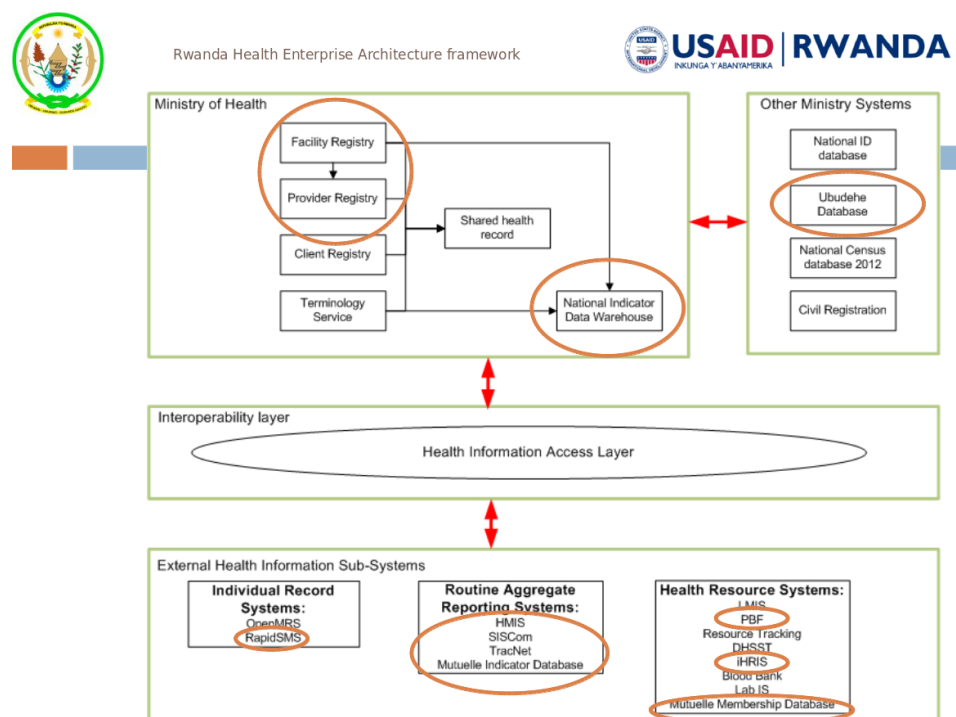 Rwanda Health Enterprise Architecture framework
USAID | RWANDA
INKUNGA Y'ABANYAMERIKA
Ministry of Health
Facility Registry
Provider Registry
Client Registry
Terminology
Service
Shared health
record
National Indicator
Data Warehouse
Other Ministry Systems
National ID
database
Ubudehe
Database
National Census
database 2012
Civil Registration
Interoperability layer
Health Information Access Layer
External Health Information Sub-Systems
Individual Record
Systems:
OpenMRS
RapidSMS
Routine Aggregate
Reporting Systems:
HMIS
SISCom
TracNet
Mutuelle Indicator Database
Health Resource Systems:
LMIS
PBF
Resource Tracking
DHSST
iHRIS
Blood Bank
Lab IS
Mutuelle Membership Database